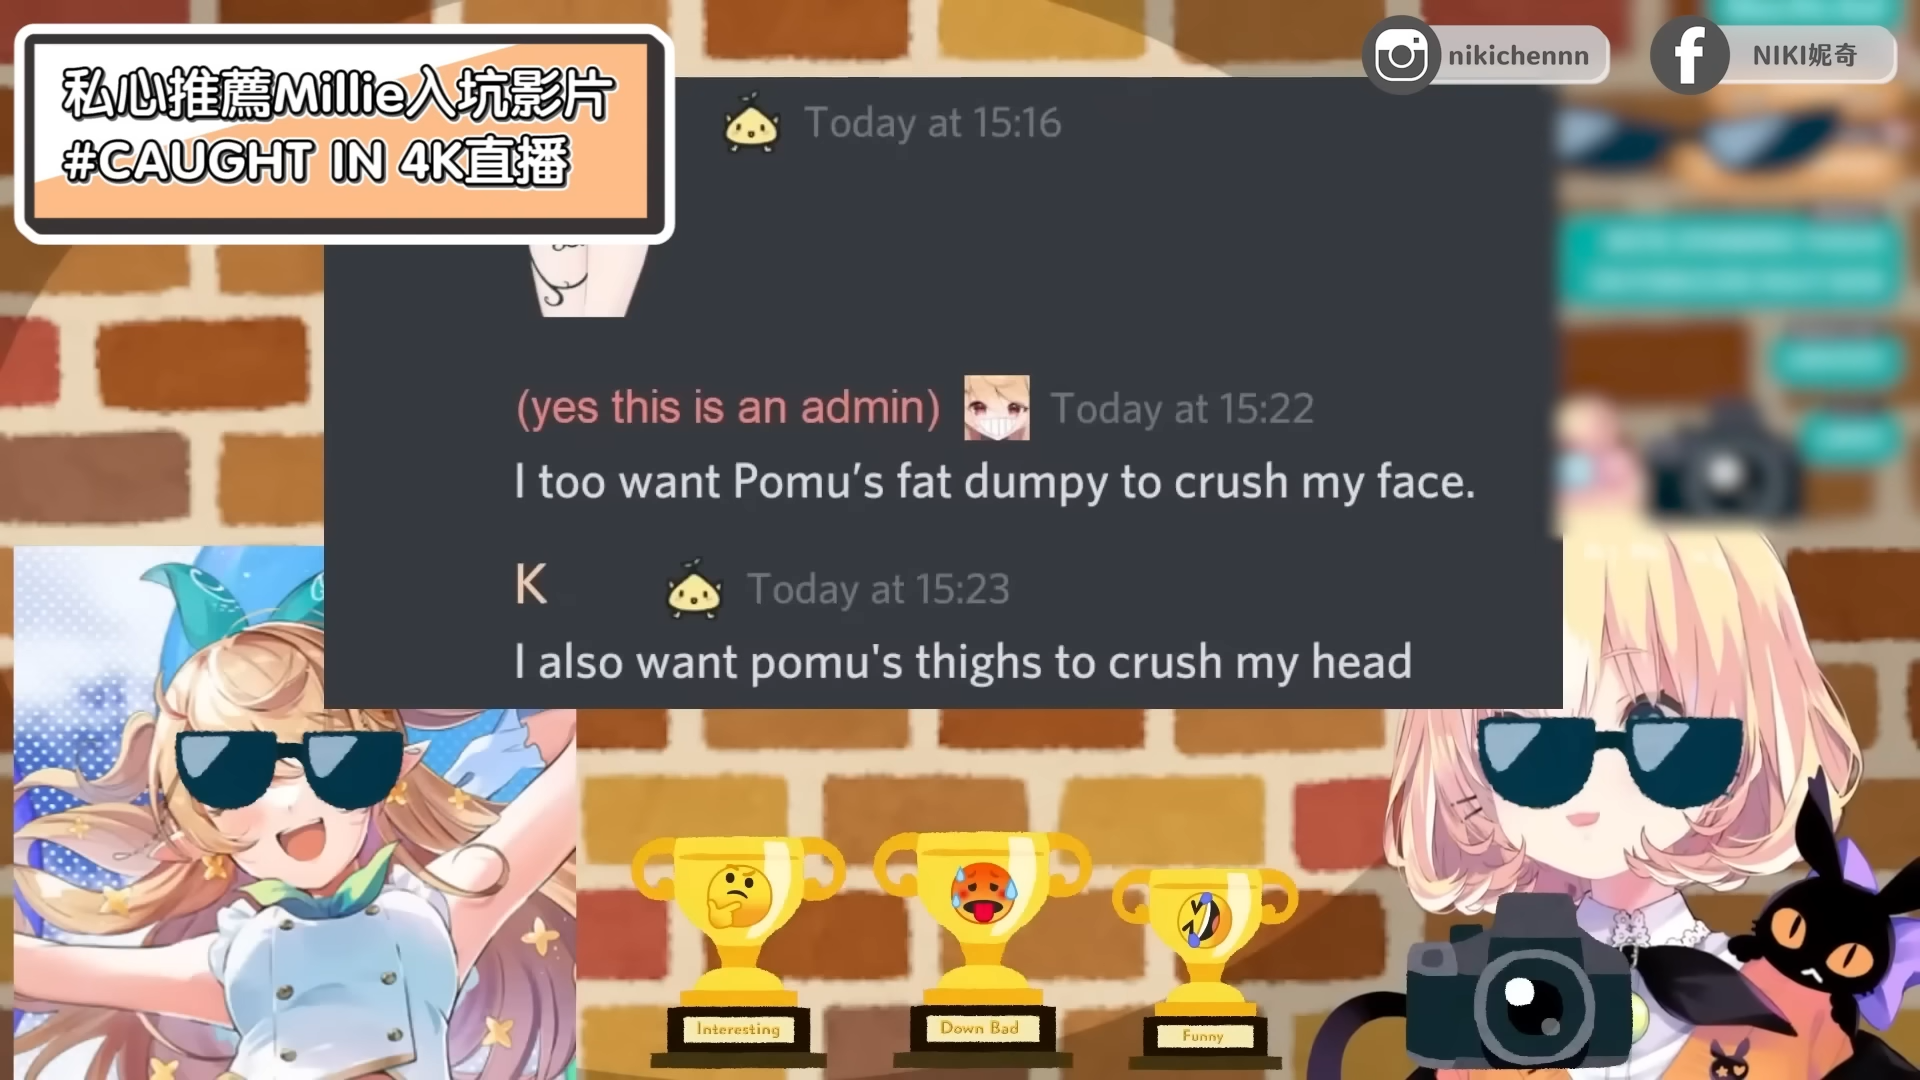 私心推薦Millie入坑影片
#CAUGHT IN 4K直播
nikichennn
NIKI妮奇
Today at 15:16
(yes this is an admin) Today at 15:22
I too want Pomu’s fat dumpy to crush my face.
K Today at 15:23
I also want pomu's thighs to crush my head
Interesting
Down Bad
Funny